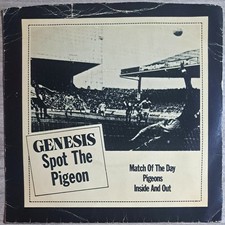 GENESIS
Spot The
Pigeon
Match Of The Day
Pigeons
Inside And Out